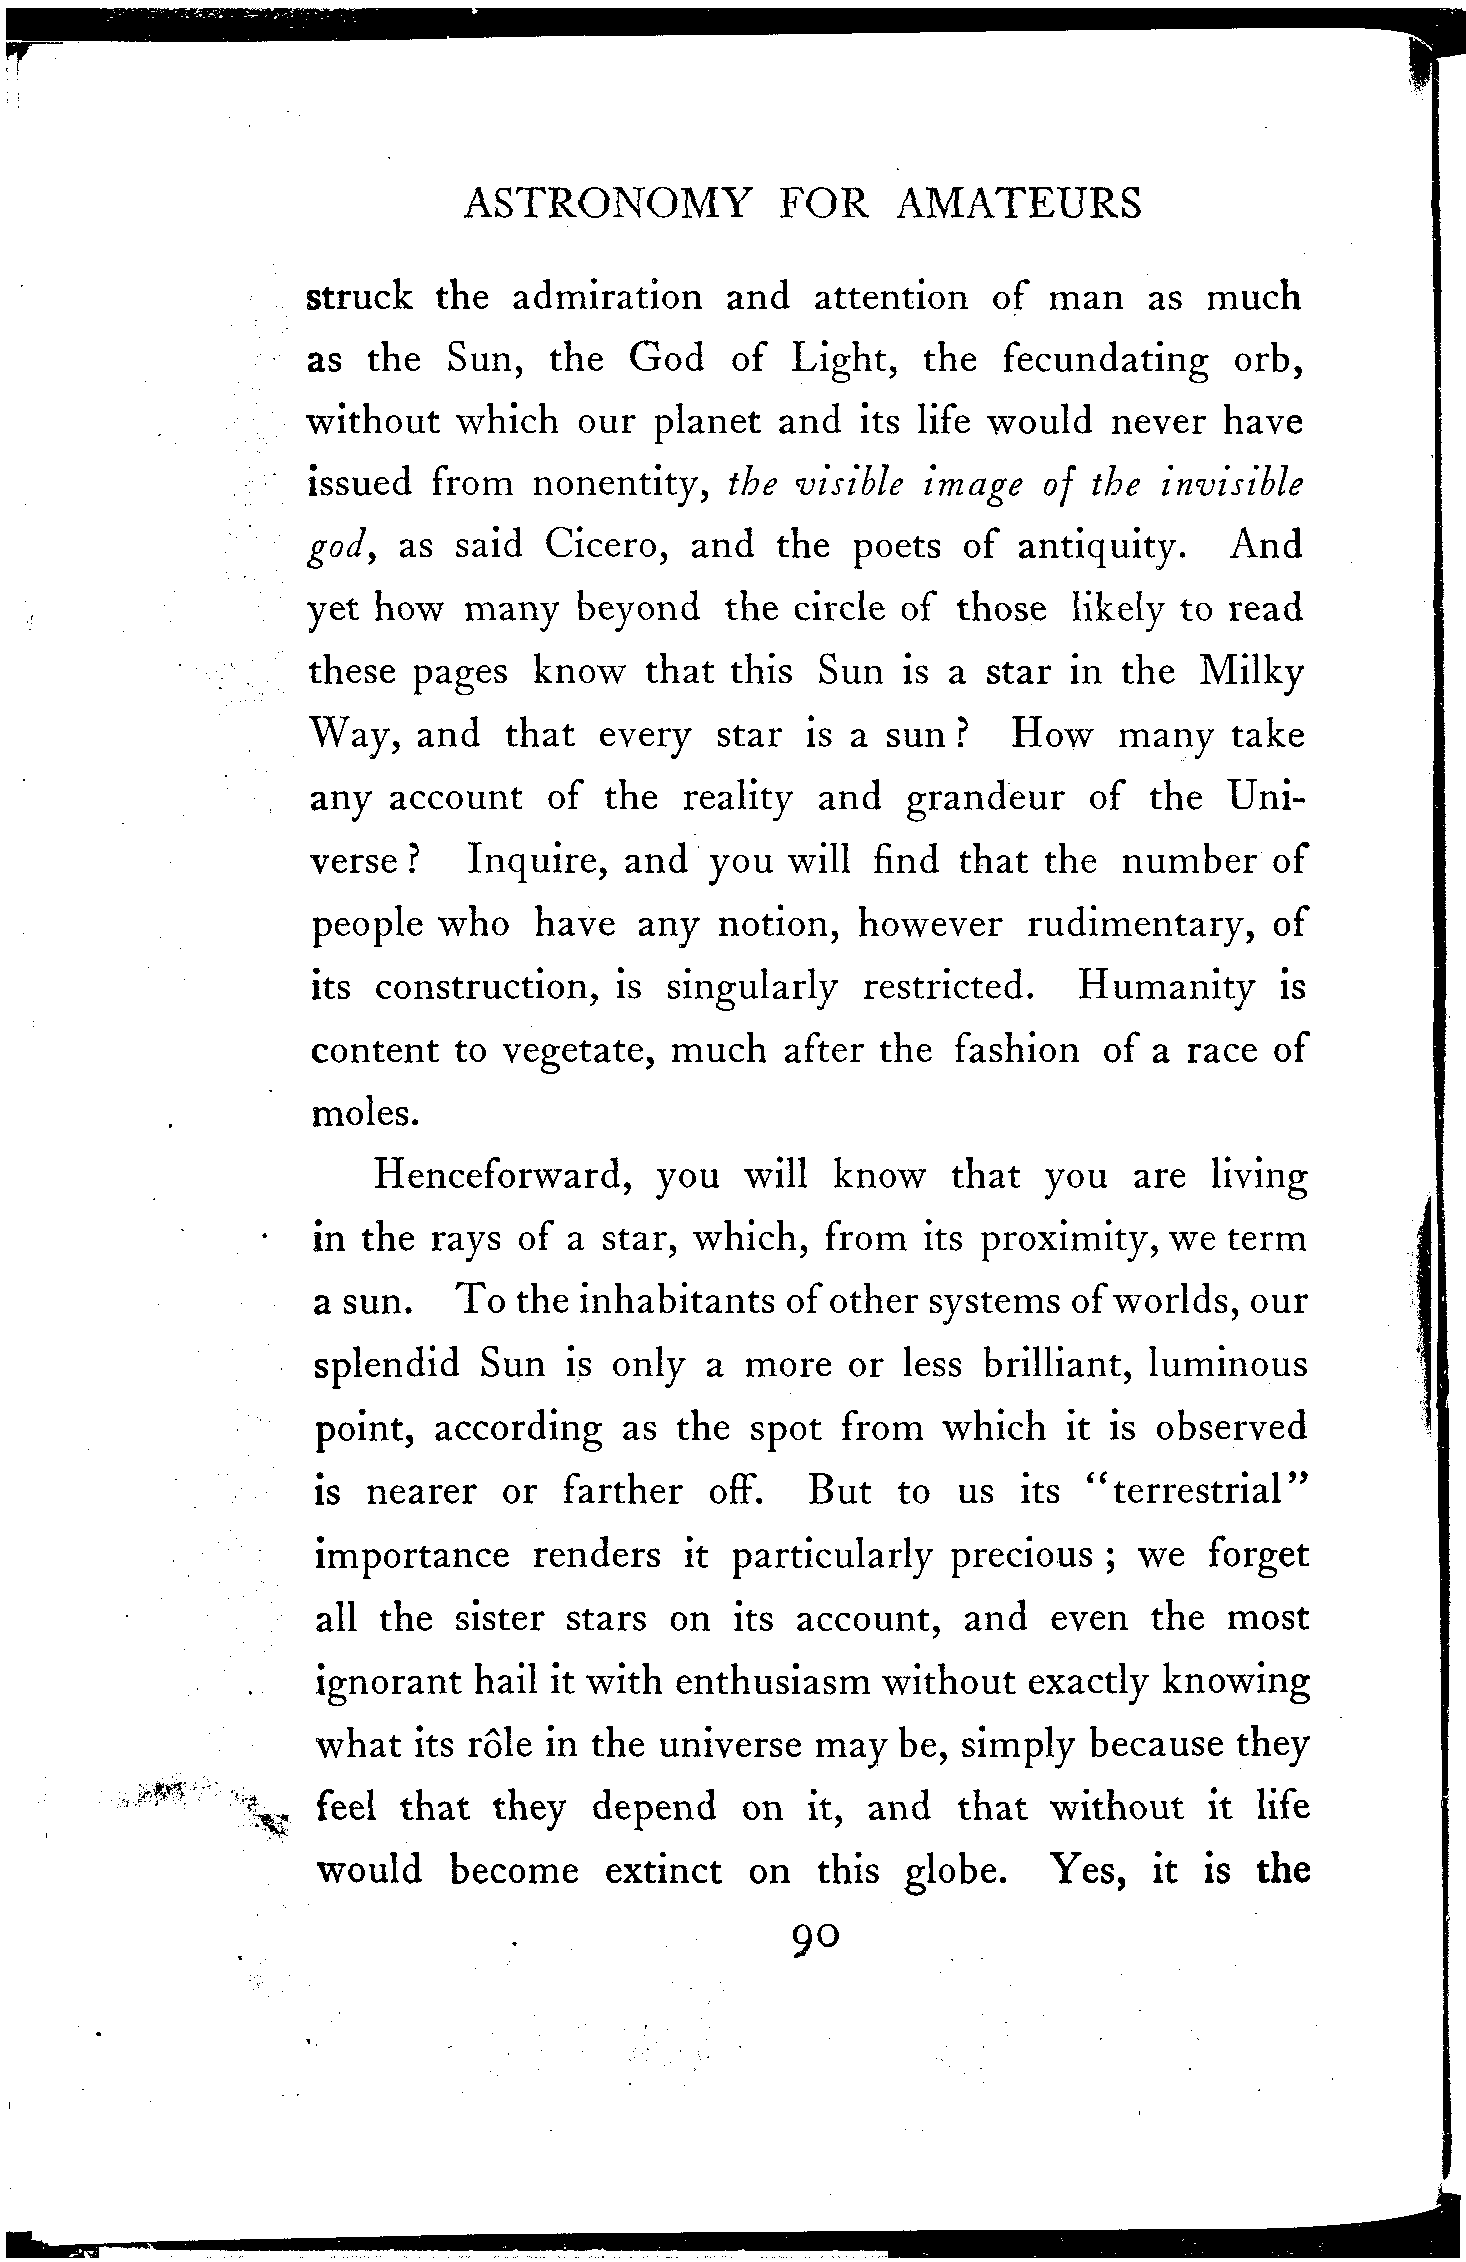 ASTRONOMY FOR AMATEURS
struck the admiration and attention of man as much
as the Sun, the God of Light, the fecundating orb,
without which our planet and its life would never have
issued from nonentity, the visible image of the invisible
god, as said Cicero, and the poets of antiquity. And
yet how many beyond the circle of those likely to read
these pages know that this Sun is a star in the Milky
Way, and that every star is a sun? How many take
any account of the reality and grandeur of the Uni-
verse? Inquire, and you will find that the number of
people who have any notion, however rudimentary, of
its construction, is singularly restricted. Humanity is
content to vegetate, much after the fashion of a race of
moles.
Henceforward, you will know that you are living
in the rays of a star, which, from its proximity, we term
a sun. To the inhabitants of other systems of worlds, our
splendid Sun is only a more or less brilliant, luminous
point, according as the spot from which it is observed
is nearer or farther off. But to us its "terrestrial"
importance renders it particularly precious; we forget
all the sister stars on its account, and even the most
ignorant hail it with enthusiasm without exactly knowing
what its rôle in the universe may be, simply because they
feel that they depend on it, and that without it life
would become extinct on this globe. Yes, it is the
90